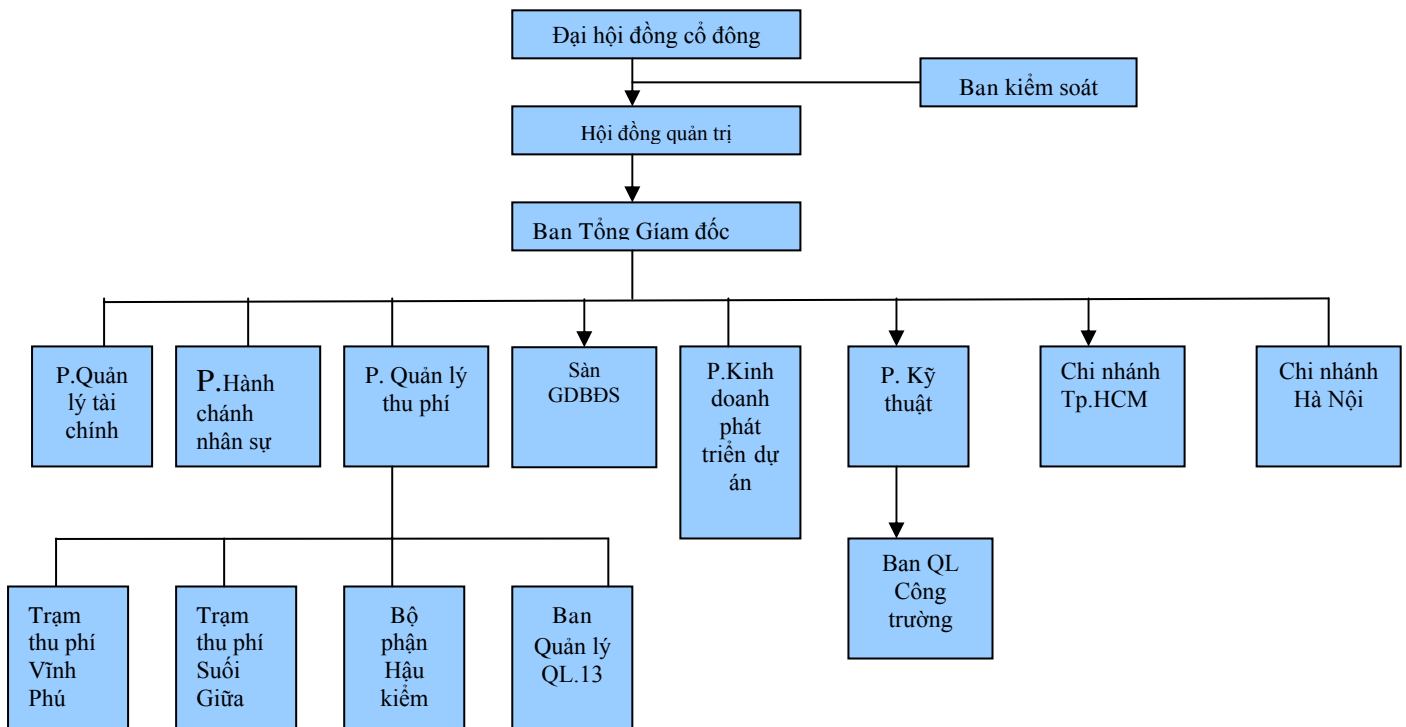 Đại hội đồng cổ đông
Ban kiểm soát
Hội đồng quản trị
Ban Tổng Gíam đốc
P.Quản
lý tài
chính
P.Hành
chánh
nhân sự
P. Quản lý
thu phí
Sàn
GDBĐS
P.Kinh
doanh
phát
triển dự
án
P. Kỹ
thuật
Chi nhánh
Tp.HCM
Chi nhánh
Hà Nội
Trạm
thu phí
Vĩnh
Phú
Trạm
thu phí
Suối
Giữa
Bộ
phận
Hậu
kiểm
Ban
Quản lý
QL.13
Ban QL
Công
trường